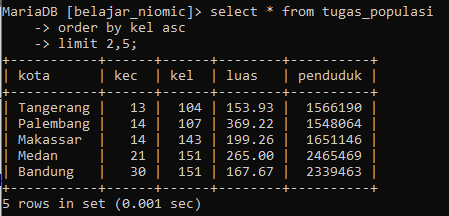 MariaDB [belajar_niomic]> select * from tugas_populasi
    -> order by kel asc
    -> limit 2,5;
+-----------+-----+-----+--------+----------+
| kota      | kec | kel | luas   | penduduk |
+-----------+-----+-----+--------+----------+
| Tangerang |  13 | 104 | 153.93 |  1566190 |
| Palembang |  14 | 107 | 369.22 |  1548064 |
| Makassar  |  14 | 143 | 199.26 |  1651146 |
| Medan     |  21 | 151 | 265.00 |  2465469 |
| Bandung   |  30 | 151 | 167.67 |  2339463 |
+-----------+-----+-----+--------+----------+
5 rows in set (0.001 sec)